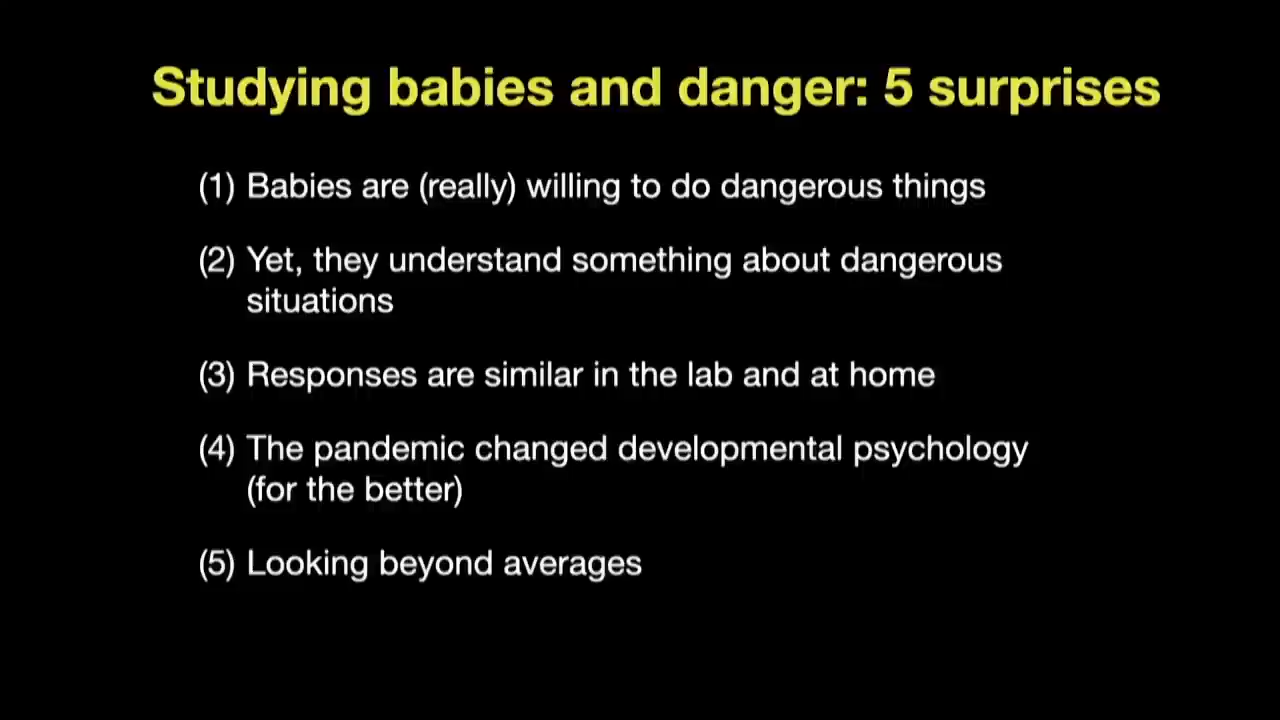 Studying babies and danger: 5 surprises
(1) Babies are (really) willing to do dangerous things
(2) Yet, they understand something about dangerous
situations
(3) Responses are similar in the lab and at home
(4) The pandemic changed developmental psychology
(for the better)
(5) Looking beyond averages